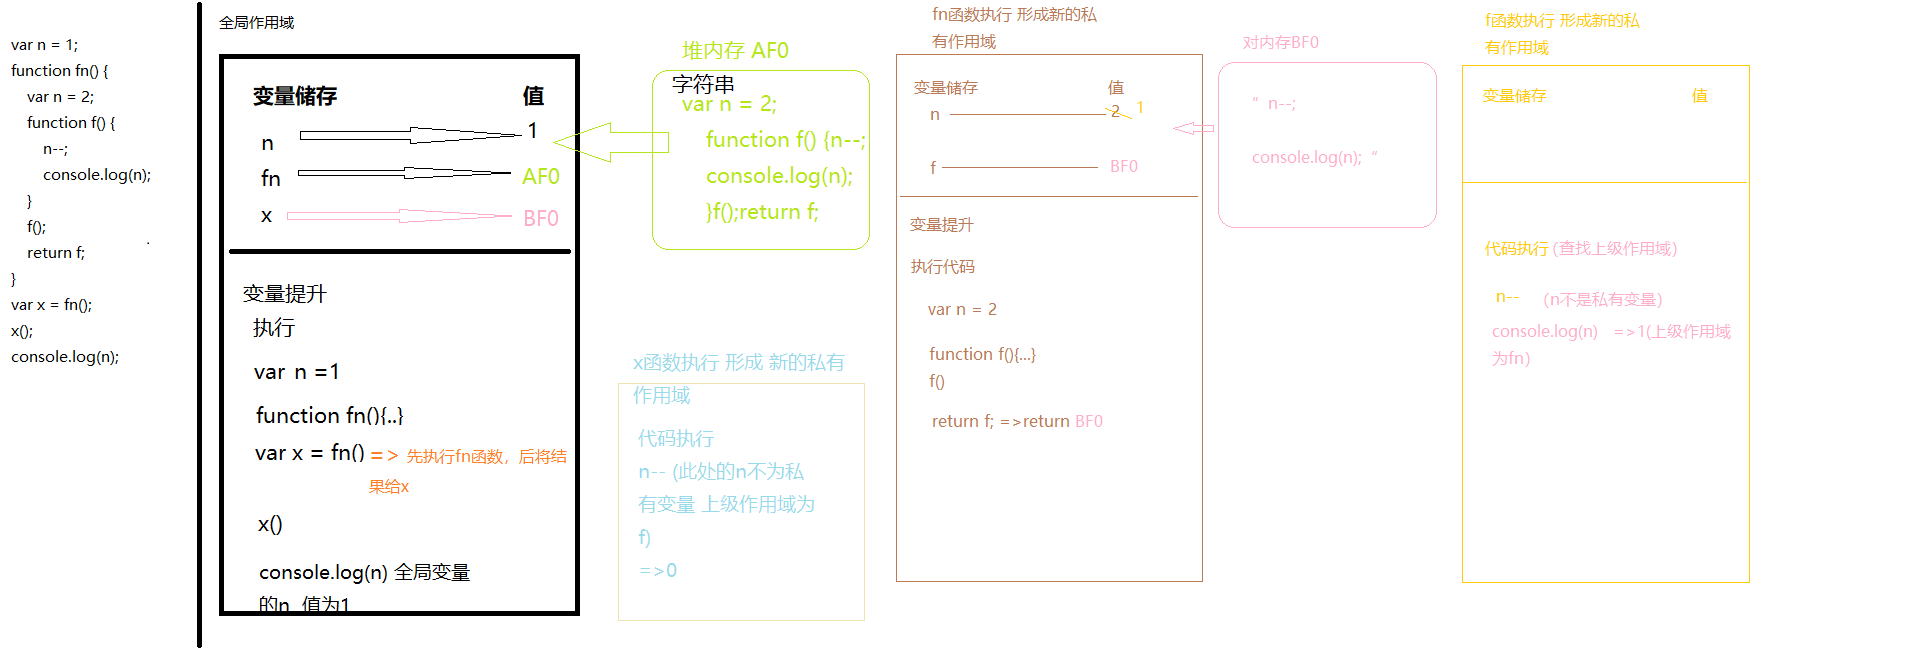 var n = 1;
function fn() {
var n = 2;
function f() {
n--;
console.log(n);
}
f();
return f;
}
var x = fn();
x();
console.log(n);
全局作用域
变量储存 值
n 1
fn AF0
x BF0
变量提升
执行
var n =1
function fn(){..}
var x = fn() => 先执行fn函数，后将结
果给x
x()
console.log(n) 全局变量
的n 值为1
堆内存 AF0
字符串
var n = 2;
function f() {n--;
console.log(n);
}f();return f;
x函数执行 形成 新的私有
作用域
代码执行
n-- (此处的n不为私
有变量 上级作用域为
f)
=>0
fn函数执行 形成新的私
有作用域
变量储存 值
n 2 1
f BF0
变量提升
执行代码
var n = 2
function f(){...}
f()
return f; =>return BF0
对内存BF0
“ n--;
console.log(n); “
f函数执行 形成新的私
有作用域
变量储存 值
代码执行 (查找上级作用域)
n-- (n不是私有变量)
console.log(n) =>1(上级作用域
为fn)